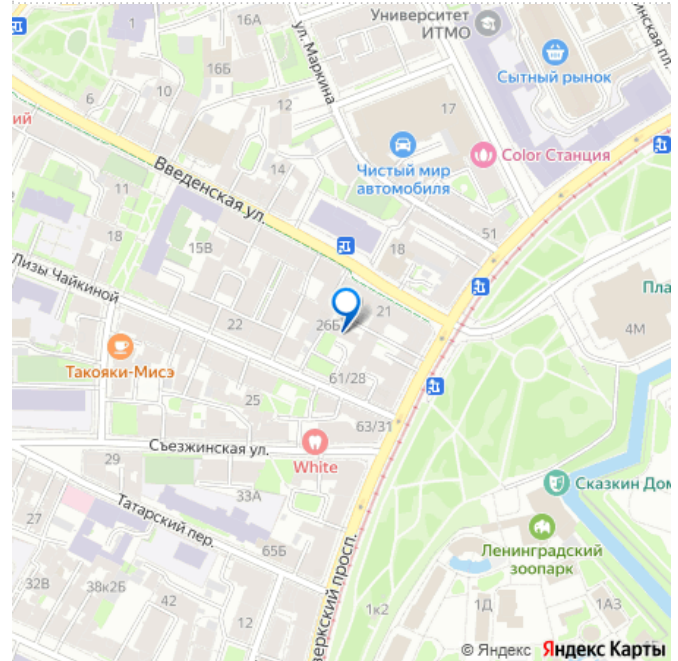 16А
Университет
ИТМО
ул. Маркина
Сытный рынок
16Б
10
6
12
17
Color Станция
Чистый мир
автомобиля
14
Введенская ул.
11
18
15В
51
18
Лизы Чайкиной
21
26Б
22
Пла
4М
Такояки-Мисэ
61/28
25
63/31
Съезжинская ул.
29
White
Сказкин Дом
33А
27
Татарский пер.
Ленинградский
зоопарк
65Б
32В
38к2Б
42
12
веркский просп.
1к2
1Д
1А3
© Яндекс Яндекс Карты